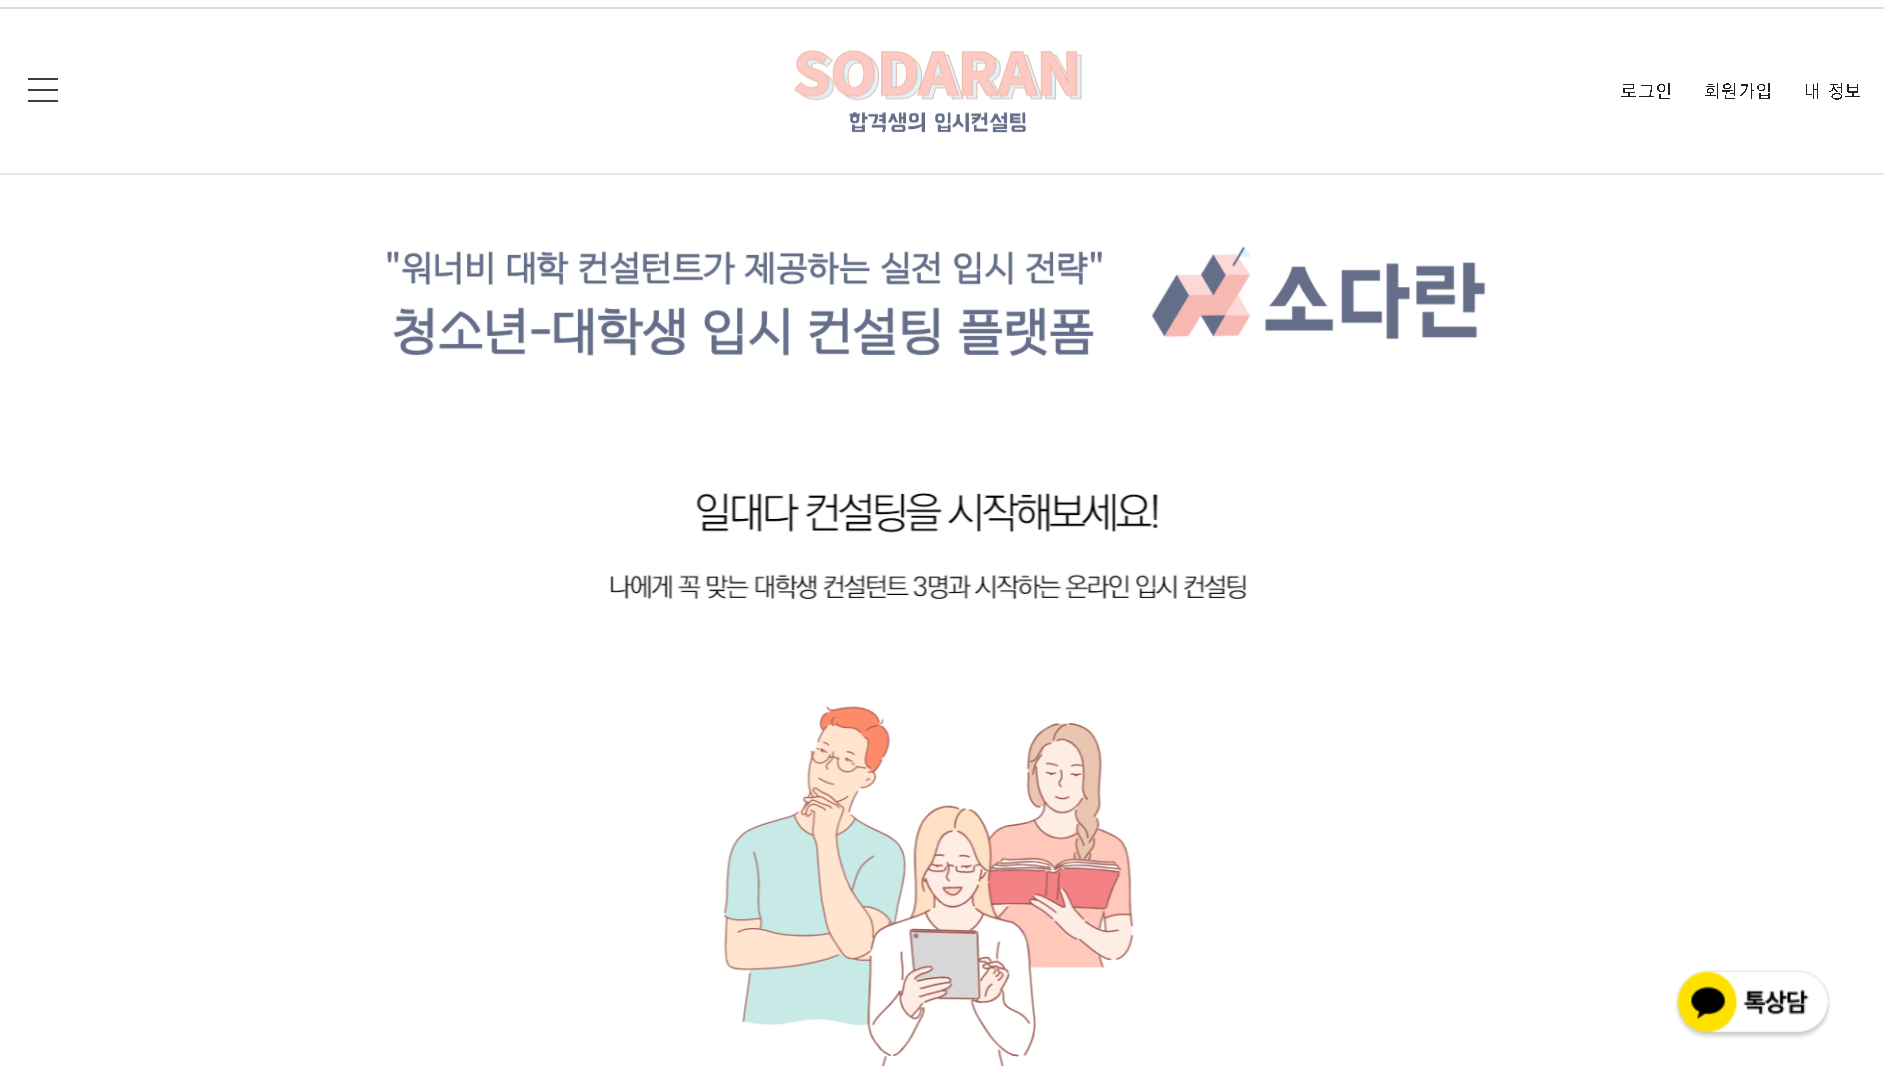 SODARAN
합격생의 입시컨설팅
로그인 회원가입 내 정보
"워너비 대학 컨설턴트가 제공하는 실전 입시 전략"
청소년-대학생 입시 컨설팅 플랫폼
소다란
일대다 컨설팅을 시작해보세요!
나에게 꼭 맞는 대학생 컨설턴트 3명과 시작하는 온라인 입시 컨설팅
톡상담